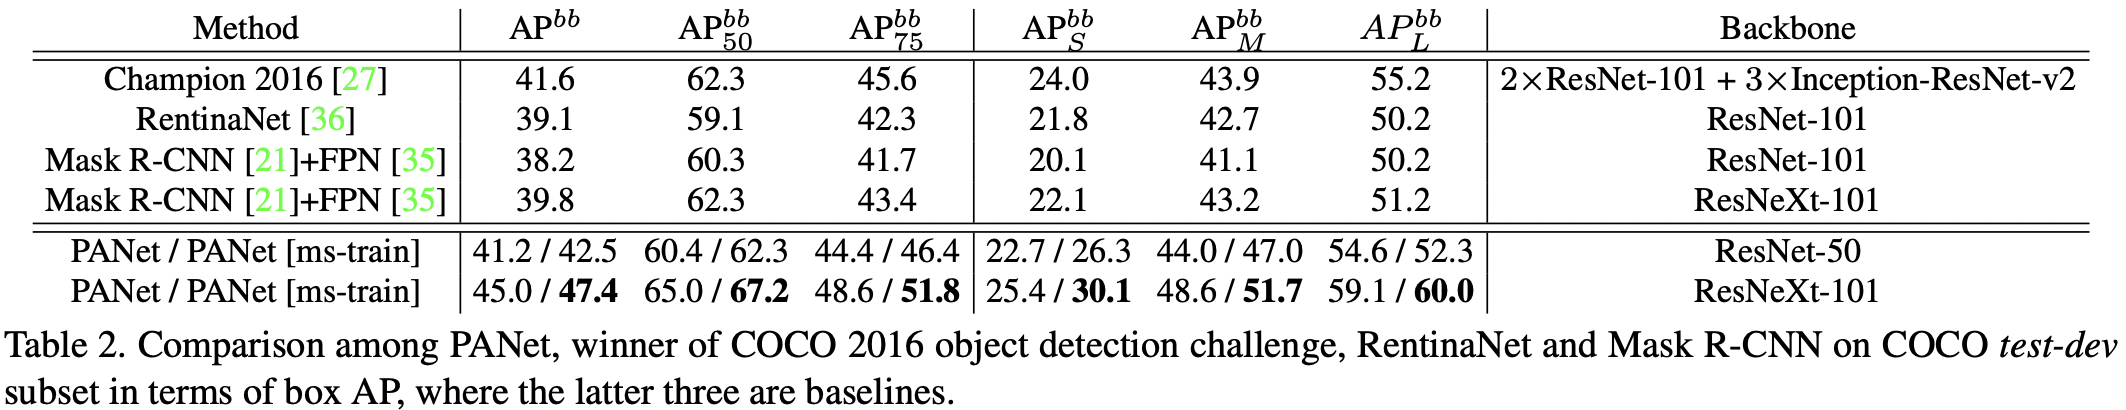 Method AP^bb AP^bb_50 AP^bb_75 AP^bb_S AP^bb_M AP^bb_L Backbone
Champion 2016 [27] 41.6 62.3 45.6 24.0 43.9 55.2 2×ResNet-101 + 3×Inception-ResNet-v2
RentinaNet [36] 39.1 59.1 42.3 21.8 42.7 50.2 ResNet-101
Mask R-CNN [21]+FPN [35] 38.2 60.3 41.7 20.1 41.1 50.2 ResNet-101
Mask R-CNN [21]+FPN [35] 39.8 62.3 43.4 22.1 43.2 51.2 ResNeXt-101
PANet / PANet [ms-train] 41.2 / 42.5 60.4 / 62.3 44.4 / 46.4 22.7 / 26.3 44.0 / 47.0 54.6 / 52.3 ResNet-50
PANet / PANet [ms-train] 45.0 / 47.4 65.0 / 67.2 48.6 / 51.8 25.4 / 30.1 48.6 / 51.7 59.1 / 60.0 ResNeXt-101
Table 2. Comparison among PANet, winner of COCO 2016 object detection challenge, RentinaNet and Mask R-CNN on COCO test-dev
subset in terms of box AP, where the latter three are baselines.